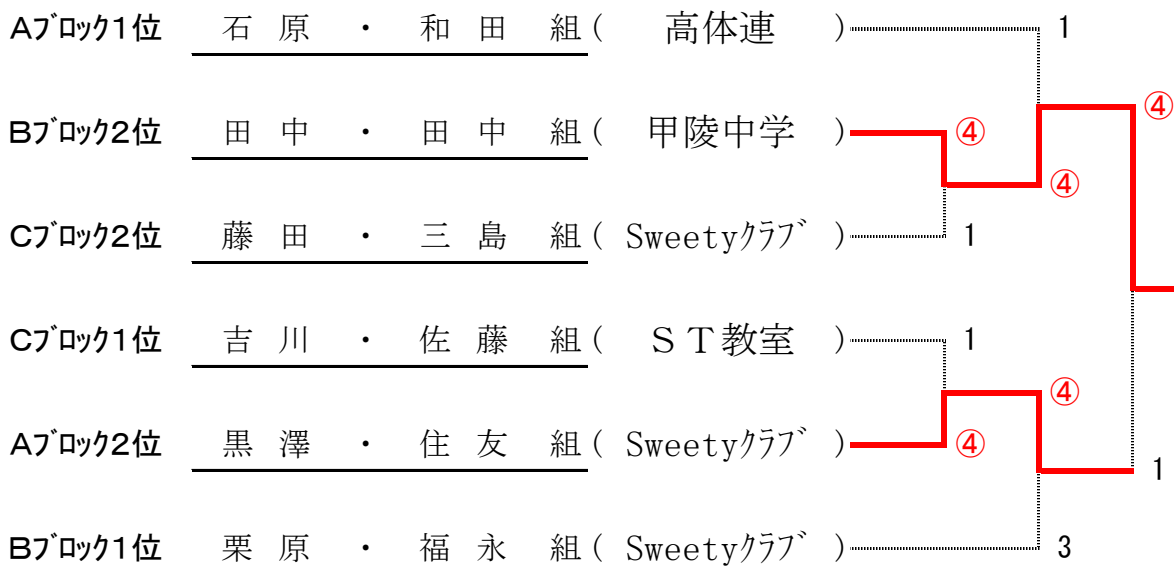 Aﾌﾞﾛｯｸ1位 石原・和田 組( 高体連 ) 1
④
Bﾌﾞﾛｯｸ2位 田中・田中 組( 甲陵中学 ) ④
④
Cﾌﾞﾛｯｸ2位 藤田・三島 組( Sweetyｸﾗﾌﾞ ) 1
Cﾌﾞﾛｯｸ1位 吉川・佐藤 組( ＳＴ教室 ) 1
④
Aﾌﾞﾛｯｸ2位 黒澤・住友 組( Sweetyｸﾗﾌﾞ ) ④
1
Bﾌﾞﾛｯｸ1位 栗原・福永 組( Sweetyｸﾗﾌﾞ ) 3